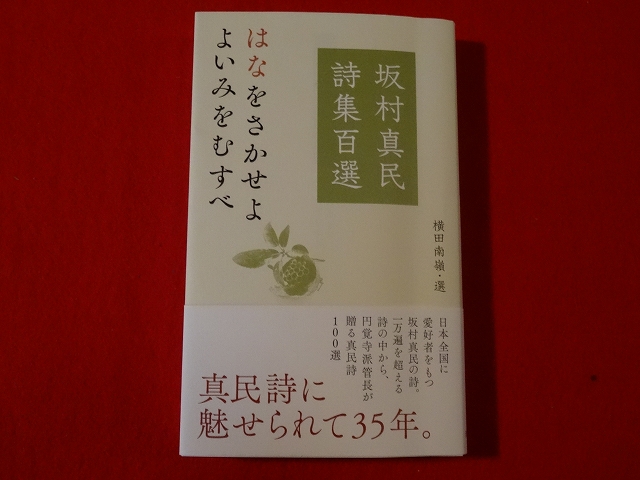 坂村真民
詩集百選
はなをさかせよ
よいみをむすべ
横田南嶺・選
日本全国に
愛好者をもつ
坂村真民の詩。
一万遍を超える
詩の中から、
円覚寺派管長が
贈る真民詩
100選
真民詩に
魅せられて35年。